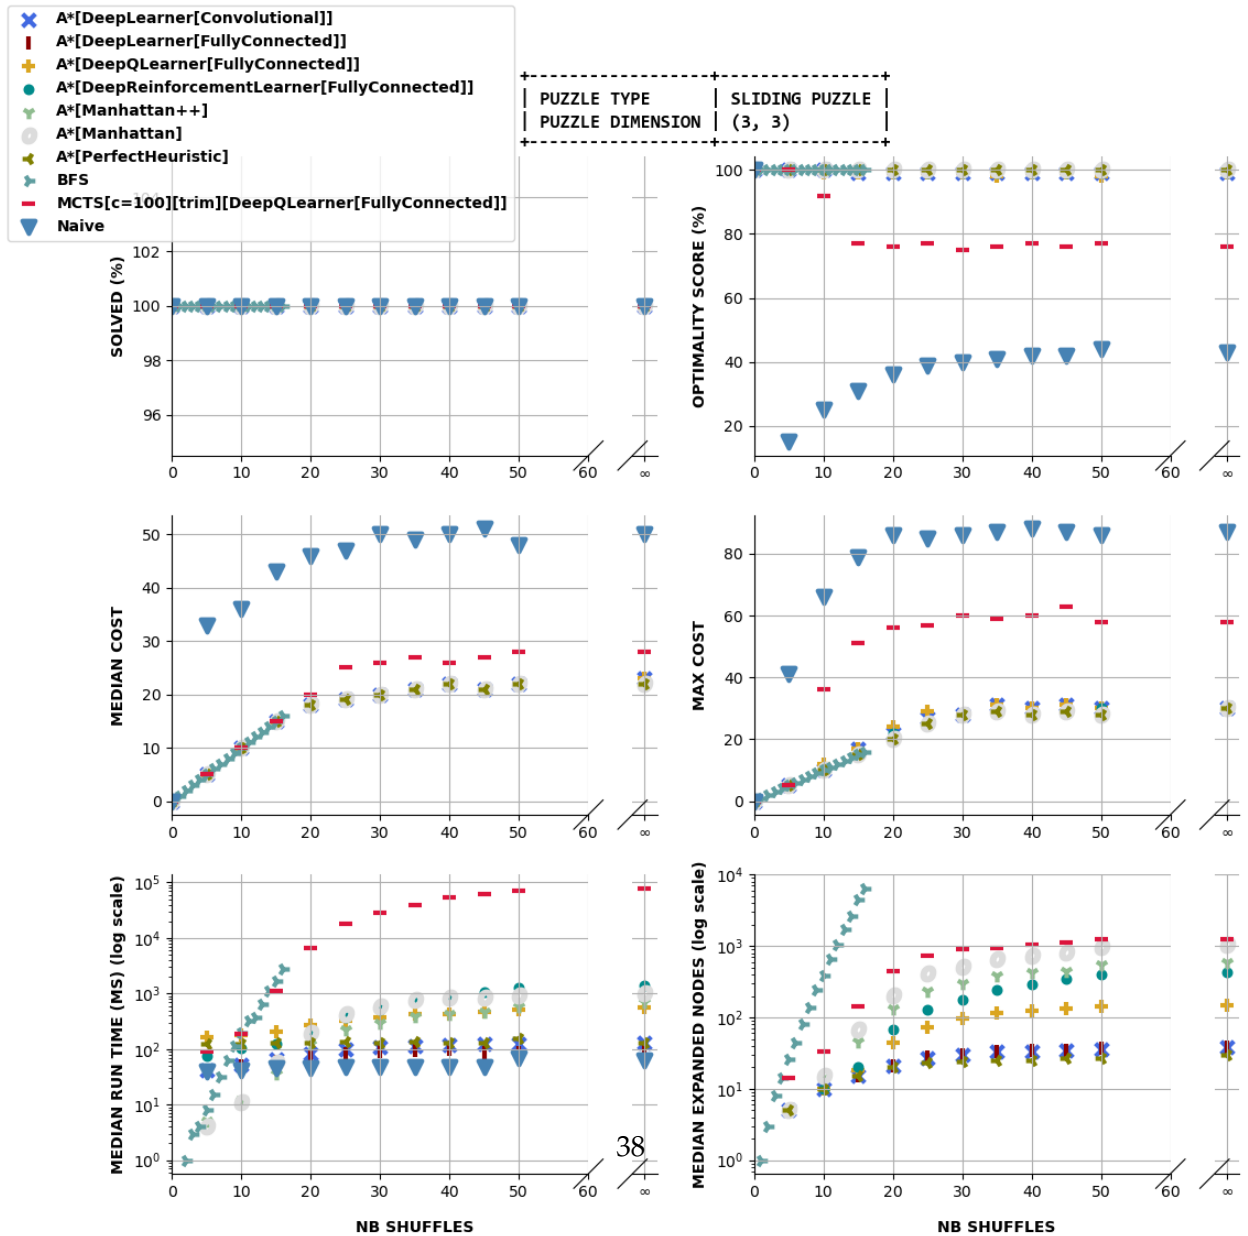 A*[DeepLearner[Convolutional]]
A*[DeepLearner[FullyConnected]]
A*[DeepQLearner[FullyConnected]]
A*[DeepReinforcementLearner[FullyConnected]]
A*[Manhattan++]
A*[Manhattan]
A*[PerfectHeuristic]
BFS
MCTS[c=100][trim][DeepQLearner[FullyConnected]]
Naive
+--------------------+------------------+
| PUZZLE TYPE | SLIDING PUZZLE |
| PUZZLE DIMENSION | (3, 3) |
+--------------------+------------------+
SOLVED (%)
104
102
100
98
96
0 10 20 30 40 50 60 ∞
OPTIMALITY SCORE (%)
100
80
60
40
20
0 10 20 30 40 50 60 ∞
MEDIAN COST
50
40
30
20
10
0
0 10 20 30 40 50 60 ∞
MAX COST
80
60
40
20
0
0 10 20 30 40 50 60 ∞
MEDIAN RUN TIME (MS) (log scale)
10⁵
10⁴
10³
10²
10¹
10⁰
0 10 20 30 40 50 60 ∞
NB SHUFFLES
MEDIAN EXPANDED NODES (log scale)
10⁴
10³
10²
10¹
10⁰
0 10 20 30 40 50 60 ∞
NB SHUFFLES
38